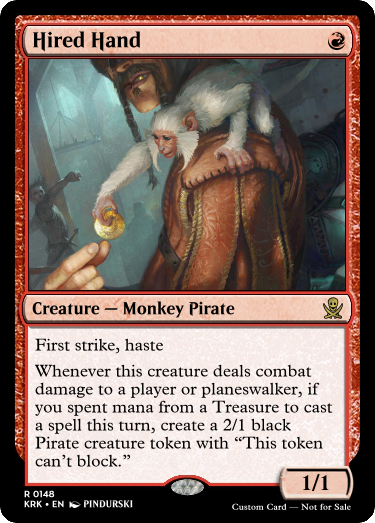 Hired Hand
Creature — Monkey Pirate
First strike, haste
Whenever this creature deals combat
damage to a player or planeswalker, if
you spent mana from a Treasure to cast
a spell this turn, create a 2/1 black
Pirate creature token with “This token
can’t block.”
1/1
R 0148
KRK • EN PINDURSKI
Custom Card — Not for Sale